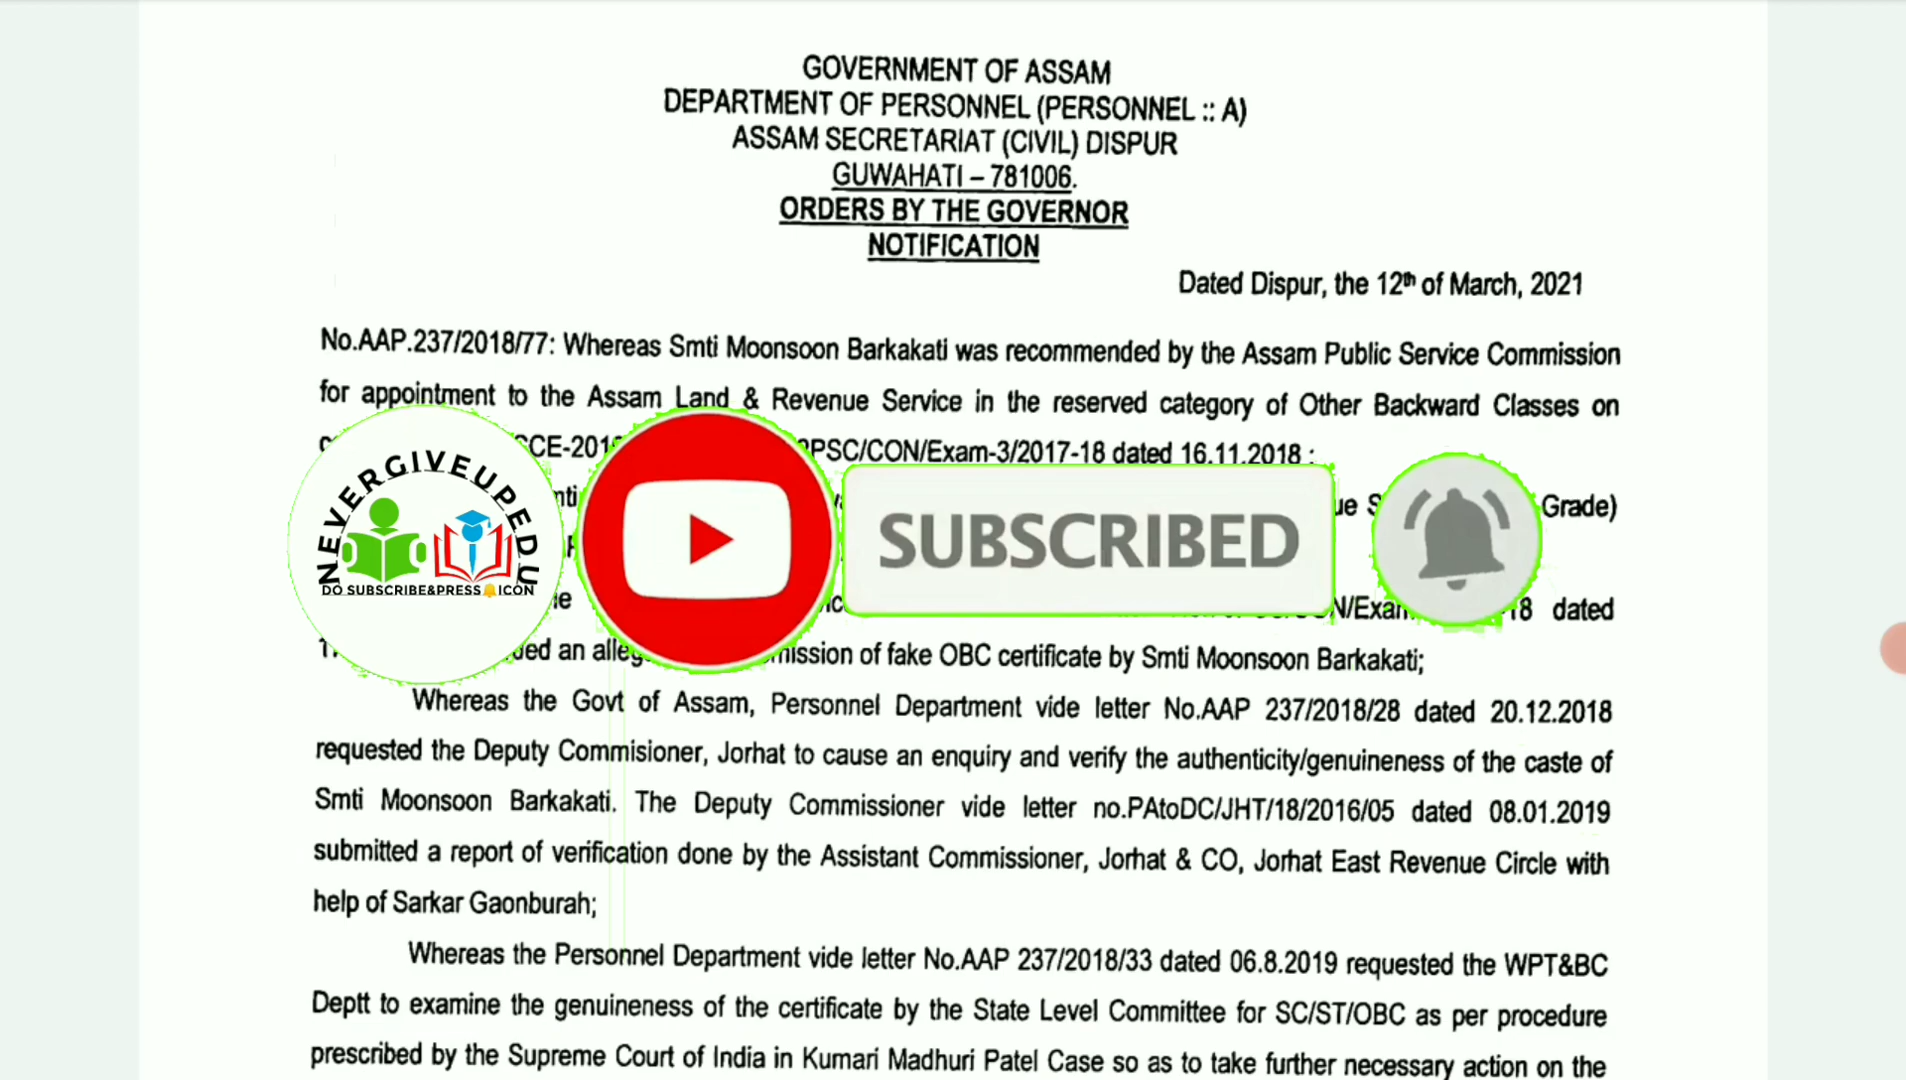 GOVERNMENT OF ASSAM
DEPARTMENT OF PERSONNEL (PERSONNEL :: A)
ASSAM SECRETARIAT (CIVIL) DISPUR
GUWAHATI – 781006.
ORDERS BY THE GOVERNOR
NOTIFICATION
Dated Dispur, the 12th of March, 2021
No.AAP.237/2018/77: Whereas Smti Moonsoon Barkakati was recommended by the Assam Public Service Commission
for appointment to the Assam Land & Revenue Service in the reserved category of Other Backward Classes on
PSC/CON/Exam-3/2017-18 dated 16.11.2018 :
Grade)
NEVERGIVEUPEDU
DO SUBSCRIBE&PRESS ICON
SUBSCRIBED
dated
an mission of fake OBC certificate by Smti Moonsoon Barkakati;
Whereas the Govt of Assam, Personnel Department vide letter No.AAP 237/2018/28 dated 20.12.2018
requested the Deputy Commisioner, Jorhat to cause an enquiry and verify the authenticity/genuineness of the caste of
Smti Moonsoon Barkakati. The Deputy Commissioner vide letter no.PAtoDC/JHT/18/2016/05 dated 08.01.2019
submitted a report of verification done by the Assistant Commissioner, Jorhat & CO, Jorhat East Revenue Circle with
help of Sarkar Gaonburah;
Whereas the Personnel Department vide letter No.AAP 237/2018/33 dated 06.8.2019 requested the WPT&BC
Deptt to examine the genuineness of the certificate by the State Level Committee for SC/ST/OBC as per procedure
prescribed by the Supreme Court of India in Kumari Madhuri Patel Case so as to take further necessary action on the